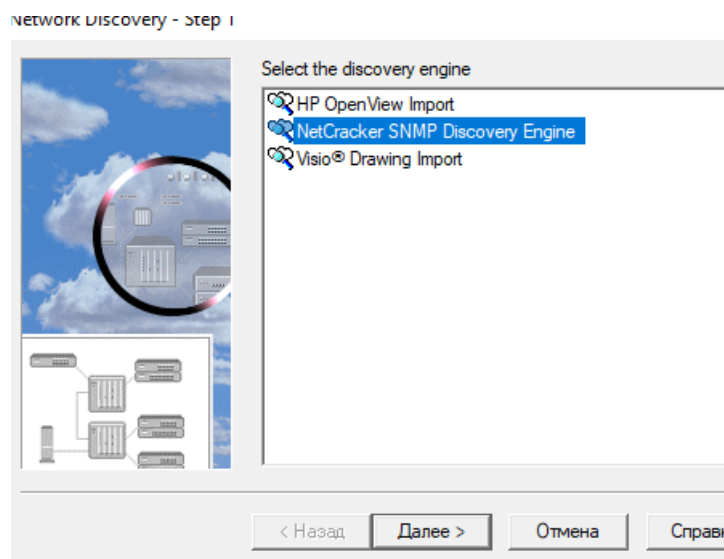 Network Discovery - Step 1
Select the discovery engine
HP OpenView Import
NetCracker SNMP Discovery Engine
Visio® Drawing Import
< Назад
Далее >
Отмена